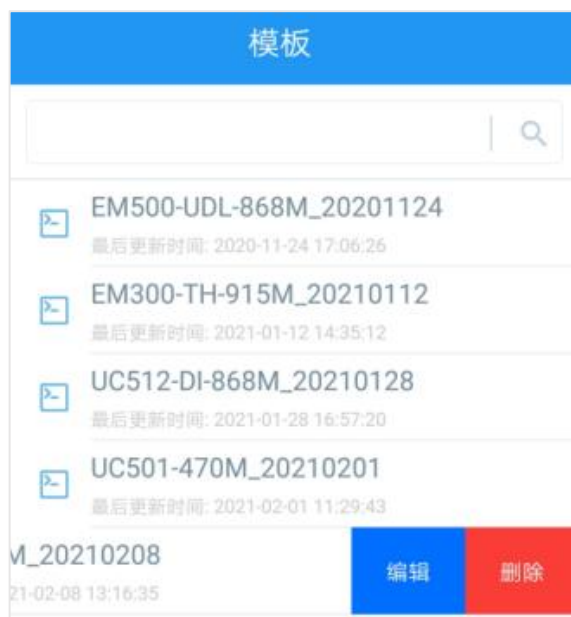 模板
EM500-UDL-868M_20201124
最后更新时间: 2020-11-24 17:06:26
EM300-TH-915M_20210112
最后更新时间: 2021-01-12 14:35:12
UC512-DI-868M_20210128
最后更新时间: 2021-01-28 16:57:20
UC501-470M_20210201
最后更新时间: 2021-02-01 11:29:43
M_20210208
21-02-08 13:16:35
编辑
删除